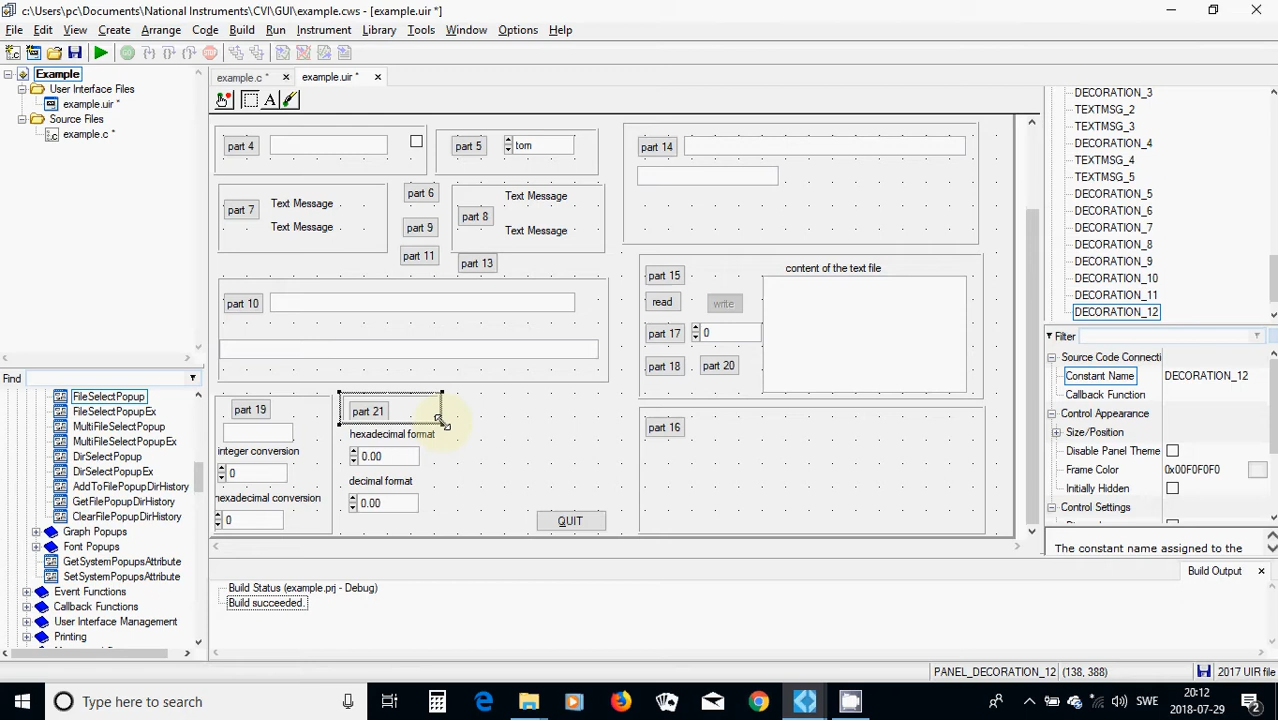 c:\Users\pc\Documents\National Instruments\CVI\GUI\example.cws - [example.uir *]
File Edit View Create Arrange Code Build Run Instrument Library Tools Window Options Help
Example
User Interface Files
example.uir *
Source Files
example.c *
Find
FileSelectPopup
FileSelectPopupEx
MultiFileSelectPopup
MultiFileSelectPopupEx
DirSelectPopup
DirSelectPopupEx
AddToFilePopupDirHistory
GetFilePopupDirHistory
ClearFilePopupDirHistory
Graph Popups
Font Popups
GetSystemPopupsAttribute
SetSystemPopupsAttribute
Event Functions
Callback Functions
User Interface Management
Printing
example.c *
example.uir *
A
part 4
part 5
tom
part 6
part 7
Text Message
Text Message
part 8
Text Message
Text Message
part 9
part 11
part 13
part 10
part 14
part 15
content of the text file
read
write
part 17
0
part 18
part 20
part 19
integer conversion
0
hexadecimal conversion
0
part 21
hexadecimal format
0.00
decimal format
0.00
QUIT
part 16
DECORATION_3
TEXTMSG_2
TEXTMSG_3
DECORATION_4
TEXTMSG_4
TEXTMSG_5
DECORATION_5
DECORATION_6
DECORATION_7
DECORATION_8
DECORATION_9
DECORATION_10
DECORATION_11
DECORATION_12
Filter
Source Code Connecti
Constant Name DECORATION_12
Callback Function
Control Appearance
Size/Position
Disable Panel Theme
Frame Color 0x00F0F0F0
Initially Hidden
Control Settings
The constant name assigned to the
Build Output
Build Status (example.prj - Debug)
Build succeeded.
PANEL_DECORATION_12 (138, 388) 2017 UIR file
Type here to search
SWE
20:12
2018-07-29
2